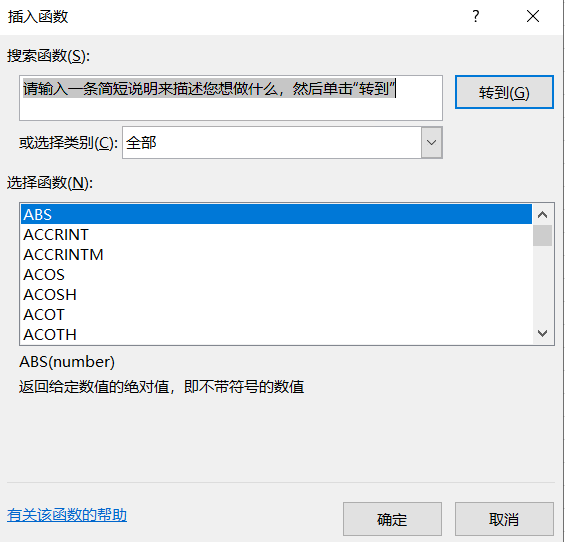 插入函数
搜索函数(S):
请输入一条简短说明来描述您想做什么，然后单击“转到”
转到(G)
或选择类别(C): 全部
选择函数(N):
ABS
ACCRINT
ACCRINTM
ACOS
ACOSH
ACOT
ACOTH
ABS(number)
返回给定数值的绝对值，即不带符号的数值
有关该函数的帮助
确定
取消